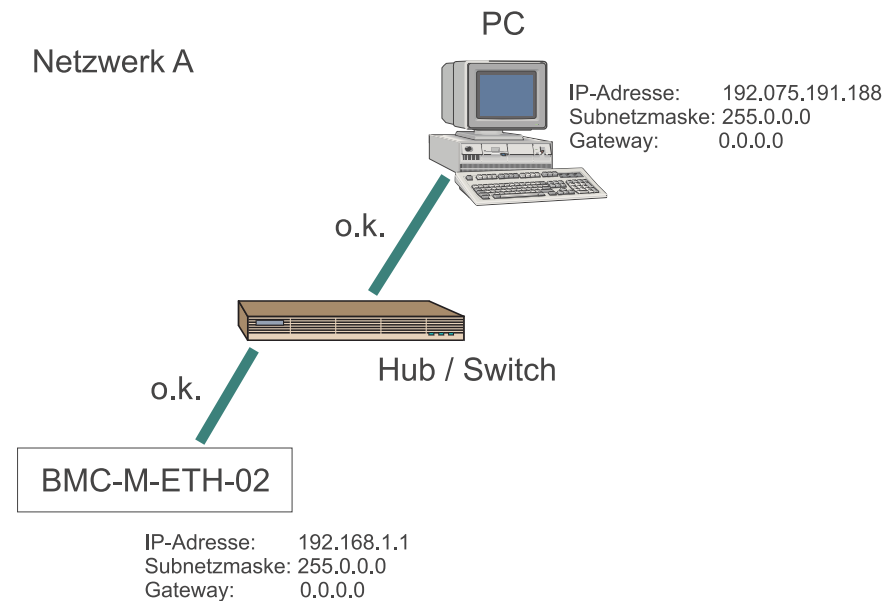 PC
Netzwerk A
IP-Adresse: 192.075.191.188
Subnetzmaske: 255.0.0.0
Gateway: 0.0.0.0
o.k.
Hub / Switch
o.k.
BMC-M-ETH-02
IP-Adresse: 192.168.1.1
Subnetzmaske: 255.0.0.0
Gateway: 0.0.0.0